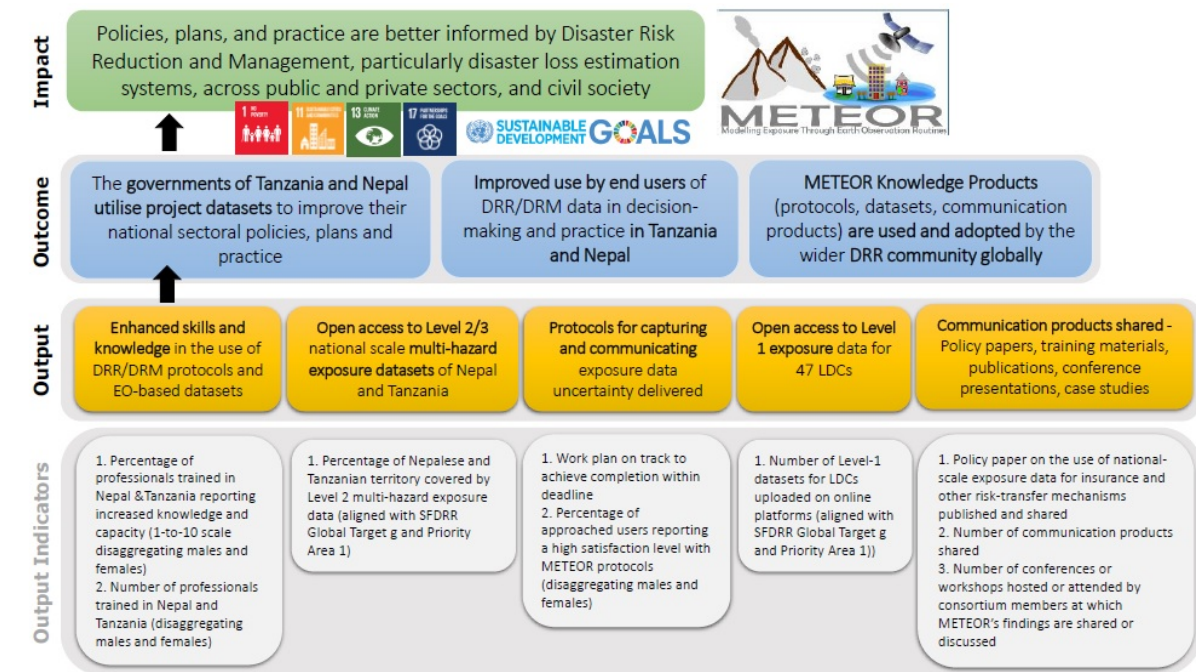 Impact
Policies, plans, and practice are better informed by Disaster Risk
Reduction and Management, particularly disaster loss estimation
systems, across public and private sectors, and civil society
METEOR
Modelling Exposure Through Earth Observation Routines
1 NO
POVERTY
11 SUSTAINABLE CITIES
AND COMMUNITIES
13 CLIMATE
ACTION
17 PARTNERSHIPS
FOR THE GOALS
SUSTAINABLE
DEVELOPMENT
GOALS
Outcome
The governments of Tanzania and Nepal
utilise project datasets to improve their
national sectoral policies, plans and
practice
Improved use by end users of
DRR/DRM data in decision-
making and practice in Tanzania
and Nepal
METEOR Knowledge Products
(protocols, datasets, communication
products) are used and adopted by the
wider DRR community globally
Output
Enhanced skills and
knowledge in the use of
DRR/DRM protocols and
EO-based datasets
Open access to Level 2/3
national scale multi-hazard
exposure datasets of Nepal
and Tanzania
Protocols for capturing
and communicating
exposure data
uncertainty delivered
Open access to Level
1 exposure data for
47 LDCs
Communication products shared -
Policy papers, training materials,
publications, conference
presentations, case studies
Output Indicators
1. Percentage of
professionals trained in
Nepal &Tanzania reporting
increased knowledge and
capacity (1-to-10 scale
disaggregating males and
females)
2. Number of professionals
trained in Nepal and
Tanzania (disaggregating
males and females)
1. Percentage of Nepalese and
Tanzanian territory covered by
Level 2 multi-hazard exposure
data (aligned with SFDRR
Global Target g and Priority
Area 1)
1. Work plan on track to
achieve completion within
deadline
2. Percentage of
approached users reporting
a high satisfaction level with
METEOR protocols
(disaggregating males and
females)
1. Number of Level-1
datasets for LDCs
uploaded on online
platforms (aligned with
SFDRR Global Target g
and Priority Area 1))
1. Policy paper on the use of national-
scale exposure data for insurance and
other risk-transfer mechanisms
published and shared
2. Number of communication products
shared
3. Number of conferences or
workshops hosted or attended by
consortium members at which
METEOR's findings are shared or
discussed